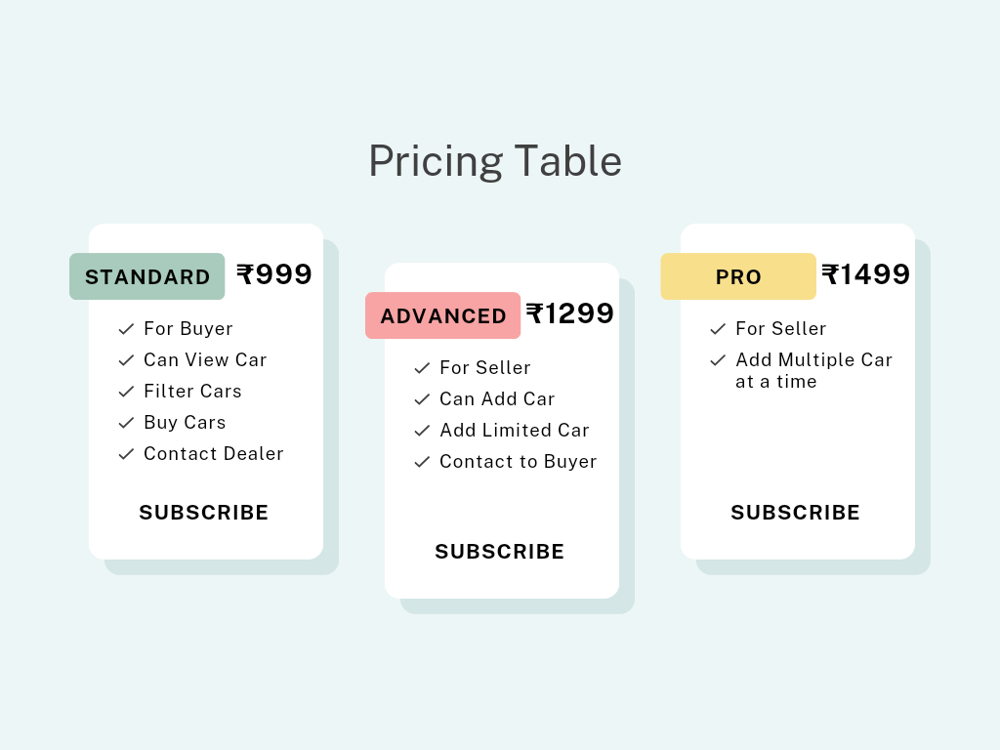 Pricing Table
STANDARD ₹999
For Buyer
Can View Car
Filter Cars
Buy Cars
Contact Dealer
SUBSCRIBE
ADVANCED ₹1299
For Seller
Can Add Car
Add Limited Car
Contact to Buyer
SUBSCRIBE
PRO ₹1499
For Seller
Add Multiple Car
at a time
SUBSCRIBE